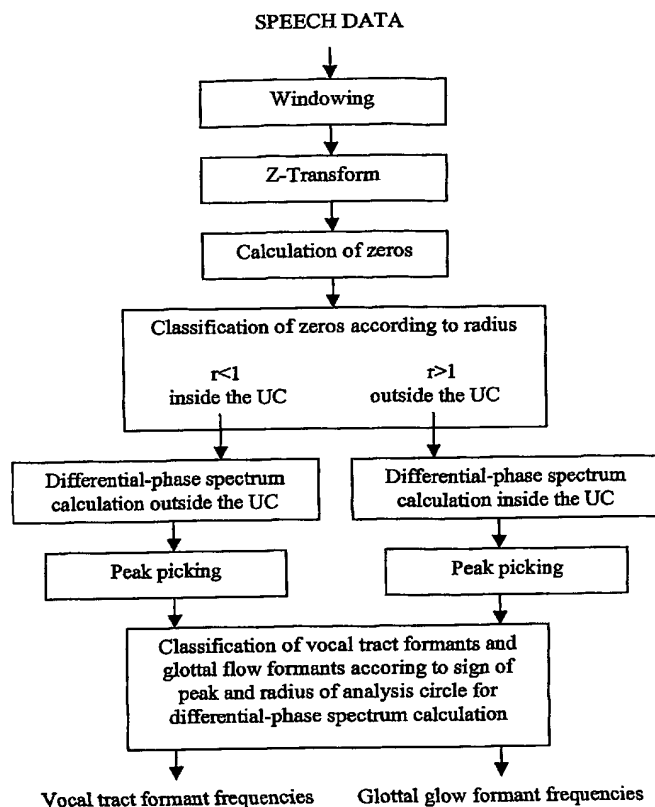 SPEECH DATA
Windowing
Z-Transform
Calculation of zeros
Classification of zeros according to radius
r<1
inside the UC
r>1
outside the UC
Differential-phase spectrum
calculation outside the UC
Differential-phase spectrum
calculation inside the UC
Peak picking
Peak picking
Classification of vocal tract formants and
glottal flow formants accoring to sign of
peak and radius of analysis circle for
differential-phase spectrum calculation
Vocal tract formant frequencies
Glottal glow formant frequencies